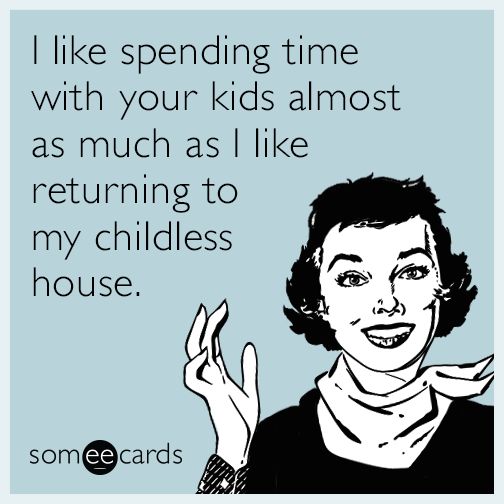 I like spending time
with your kids almost
as much as I like
returning to
my childless
house.
someecards